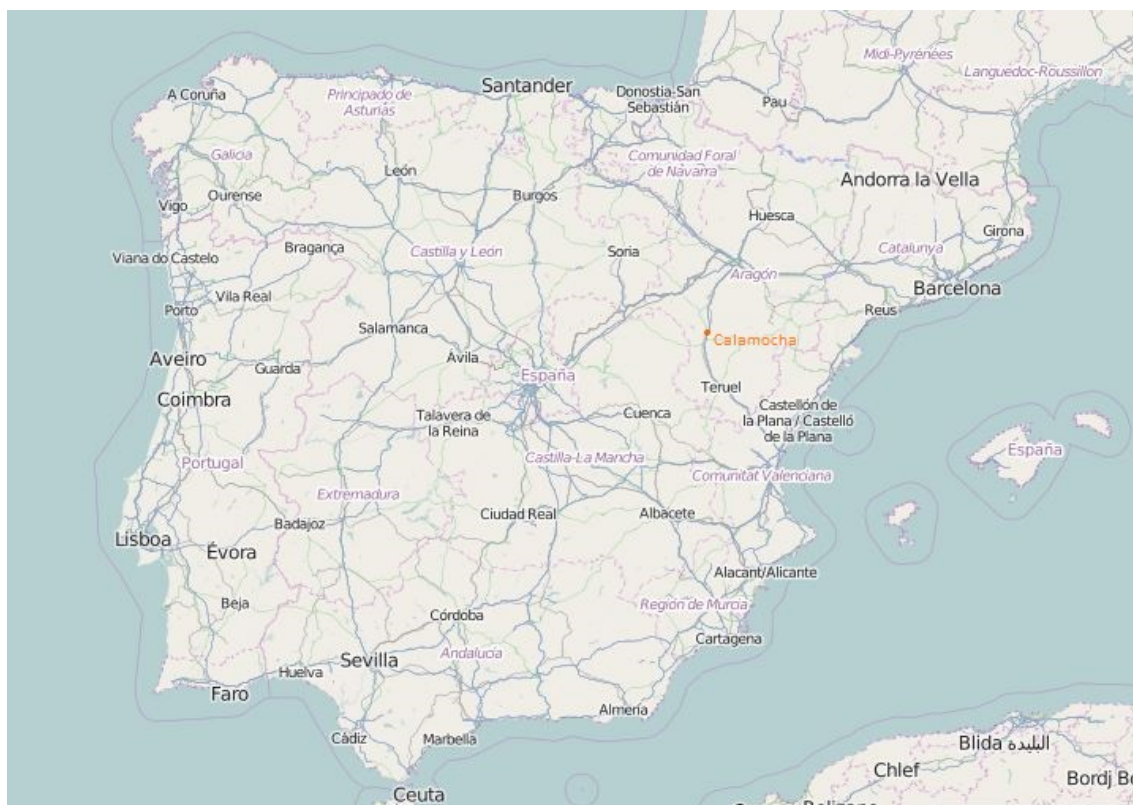 Midi-Pyrénées
Languedoc-Roussillon
A Coruña
Principado de
Asturias
Santander
Donostia-San
Sebastián
Pau
Galicia
León
Comunidad Foral
de Navarra
Andorra la Vella
Ourense
Vigo
Burgos
Huesca
Girona
Viana do Castelo
Bragança
Castilla y León
Soria
Catalunya
Aragón
Barcelona
Vila Real
Porto
Reus
Salamanca
Calamocha
Aveiro
Guarda
Ávila
España
Teruel
Coimbra
Talavera de
la Reina
Cuenca
Castellón de
la Plana / Castelló
de la Plana
Portugal
Castilla-La Mancha
España
Comunitat Valenciana
Extremadura
Badajoz
Ciudad Real
Albacete
Lisboa
Évora
Alacant/Alicante
Beja
Córdoba
Región de Murcia
Cartagena
Sevilla
Andalucía
Huelva
Faro
Almería
Cádiz
Marbella
Blida البليدة
Chlef
Bordj B
Ceuta